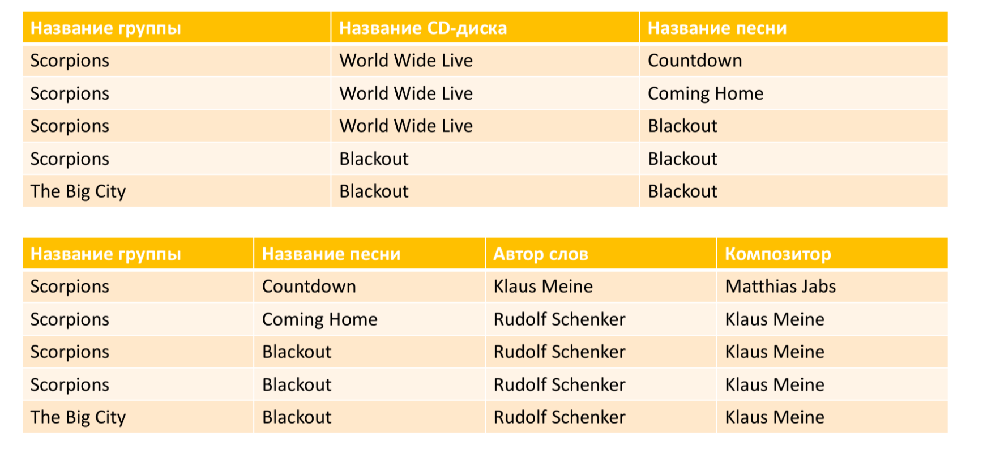 Название группы Название CD-диска Название песни
Scorpions World Wide Live Countdown
Scorpions World Wide Live Coming Home
Scorpions World Wide Live Blackout
Scorpions Blackout Blackout
The Big City Blackout Blackout
Название группы Название песни Автор слов Композитор
Scorpions Countdown Klaus Meine Matthias Jabs
Scorpions Coming Home Rudolf Schenker Klaus Meine
Scorpions Blackout Rudolf Schenker Klaus Meine
Scorpions Blackout Rudolf Schenker Klaus Meine
The Big City Blackout Rudolf Schenker Klaus Meine